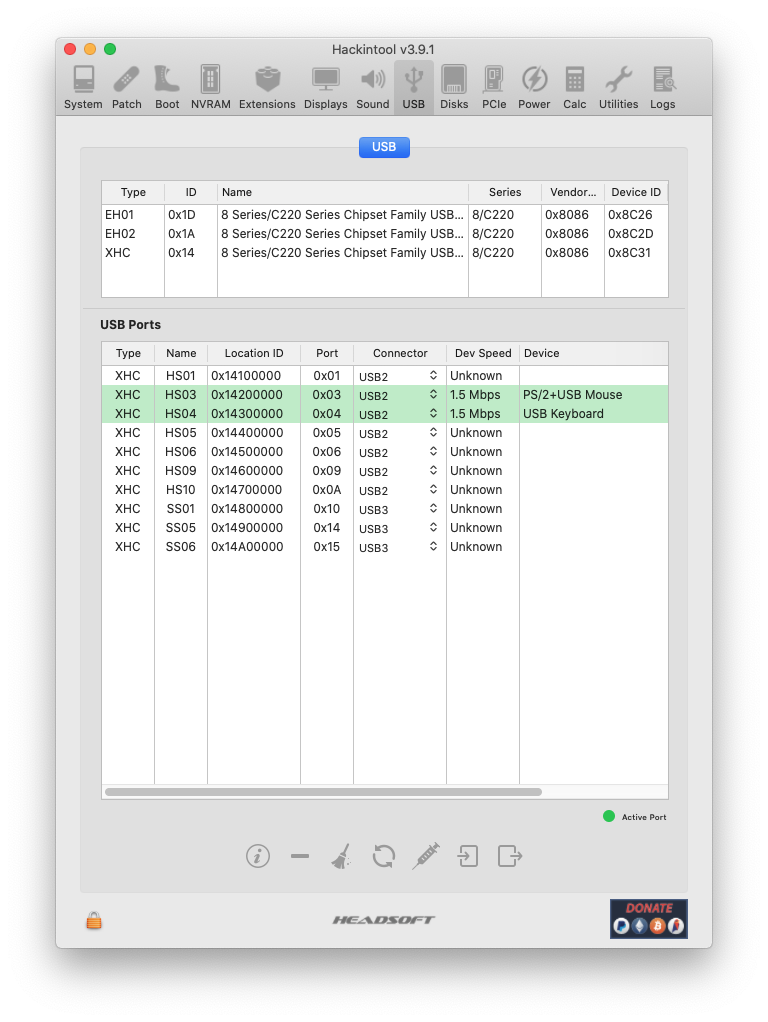 Hackintool v3.9.1
System Patch Boot NVRAM Extensions Displays Sound USB Disks PCIe Power Calc Utilities Logs
USB
Type ID Name Series Vendor... Device ID
EH01 0x1D 8 Series/C220 Series Chipset Family USB... 8/C220 0x8086 0x8C26
EH02 0x1A 8 Series/C220 Series Chipset Family USB... 8/C220 0x8086 0x8C2D
XHC 0x14 8 Series/C220 Series Chipset Family USB... 8/C220 0x8086 0x8C31
USB Ports
Type Name Location ID Port Connector Dev Speed Device
XHC HS01 0x14100000 0x01 USB2 Unknown
XHC HS03 0x14200000 0x03 USB2 1.5 Mbps PS/2+USB Mouse
XHC HS04 0x14300000 0x04 USB2 1.5 Mbps USB Keyboard
XHC HS05 0x14400000 0x05 USB2 Unknown
XHC HS06 0x14500000 0x06 USB2 Unknown
XHC HS09 0x14600000 0x09 USB2 Unknown
XHC HS10 0x14700000 0x0A USB2 Unknown
XHC SS01 0x14800000 0x10 USB3 Unknown
XHC SS05 0x14900000 0x14 USB3 Unknown
XHC SS06 0x14A00000 0x15 USB3 Unknown
Active Port
HEADSOFT
DONATE